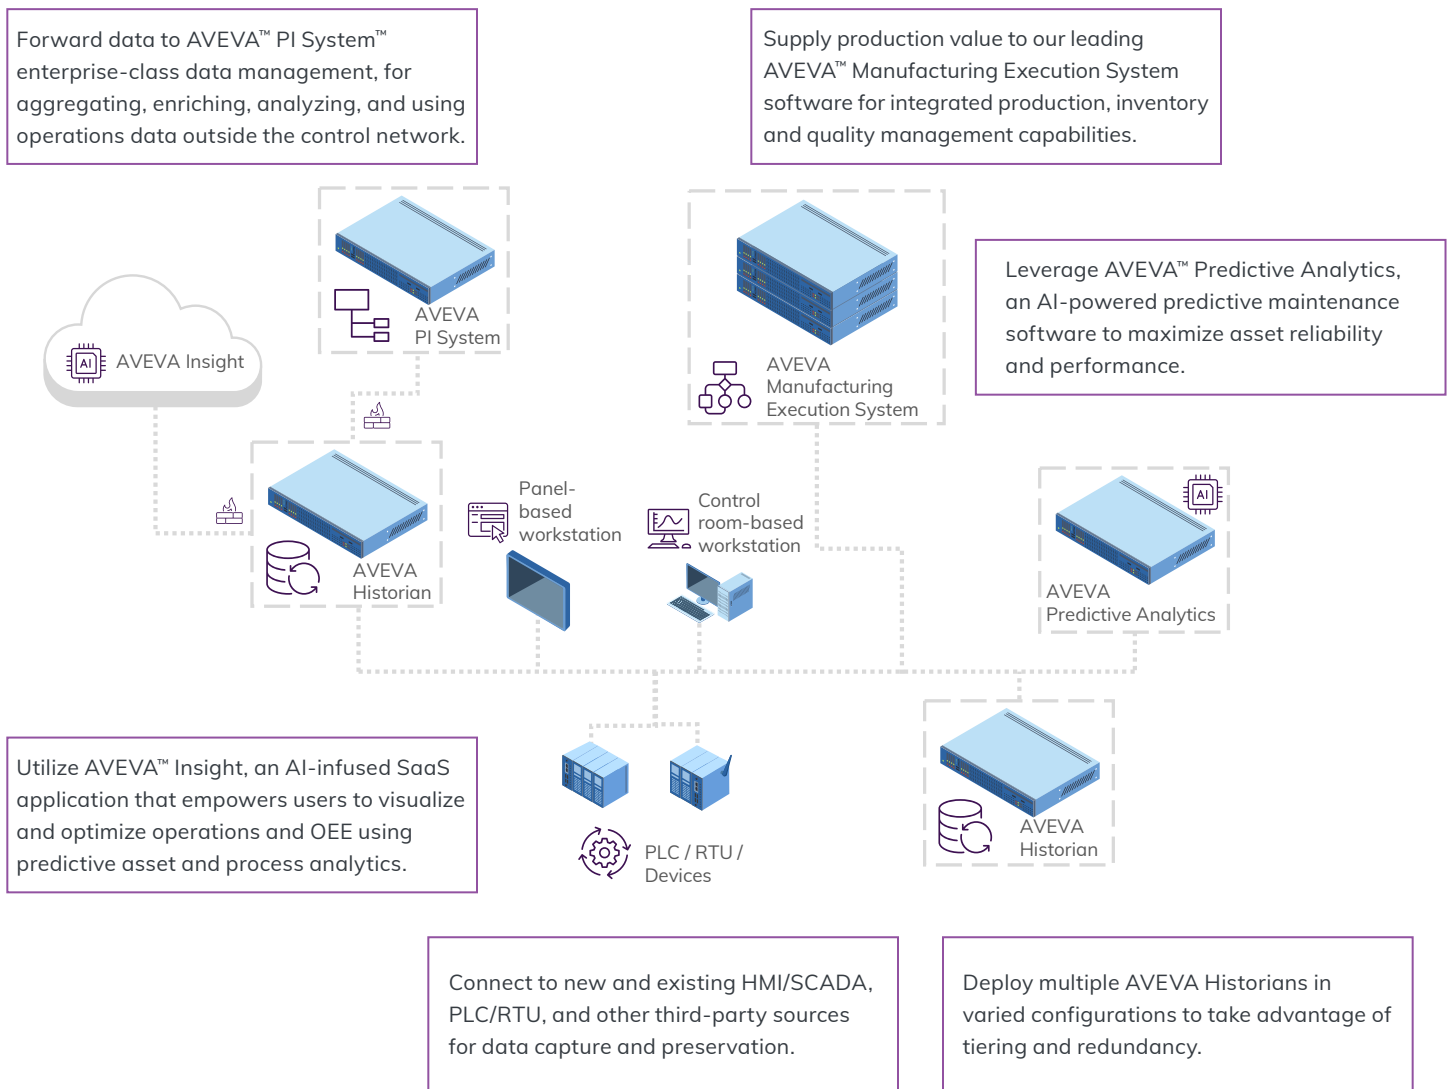 Forward data to AVEVA™ PI System™
enterprise-class data management, for
aggregating, enriching, analyzing, and using
operations data outside the control network.
Supply production value to our leading
AVEVA™ Manufacturing Execution System
software for integrated production, inventory
and quality management capabilities.
Leverage AVEVA™ Predictive Analytics,
an AI-powered predictive maintenance
software to maximize asset reliability
and performance.
AVEVA
PI System
AI
AVEVA Insight
AVEVA
Manufacturing
Execution System
AVEVA
Historian
Panel-
based
workstation
Control
room-based
workstation
AI
AVEVA
Predictive Analytics
Utilize AVEVA™ Insight, an AI-infused SaaS
application that empowers users to visualize
and optimize operations and OEE using
predictive asset and process analytics.
PLC / RTU /
Devices
AVEVA
Historian
Connect to new and existing HMI/SCADA,
PLC/RTU, and other third-party sources
for data capture and preservation.
Deploy multiple AVEVA Historians in
varied configurations to take advantage of
tiering and redundancy.